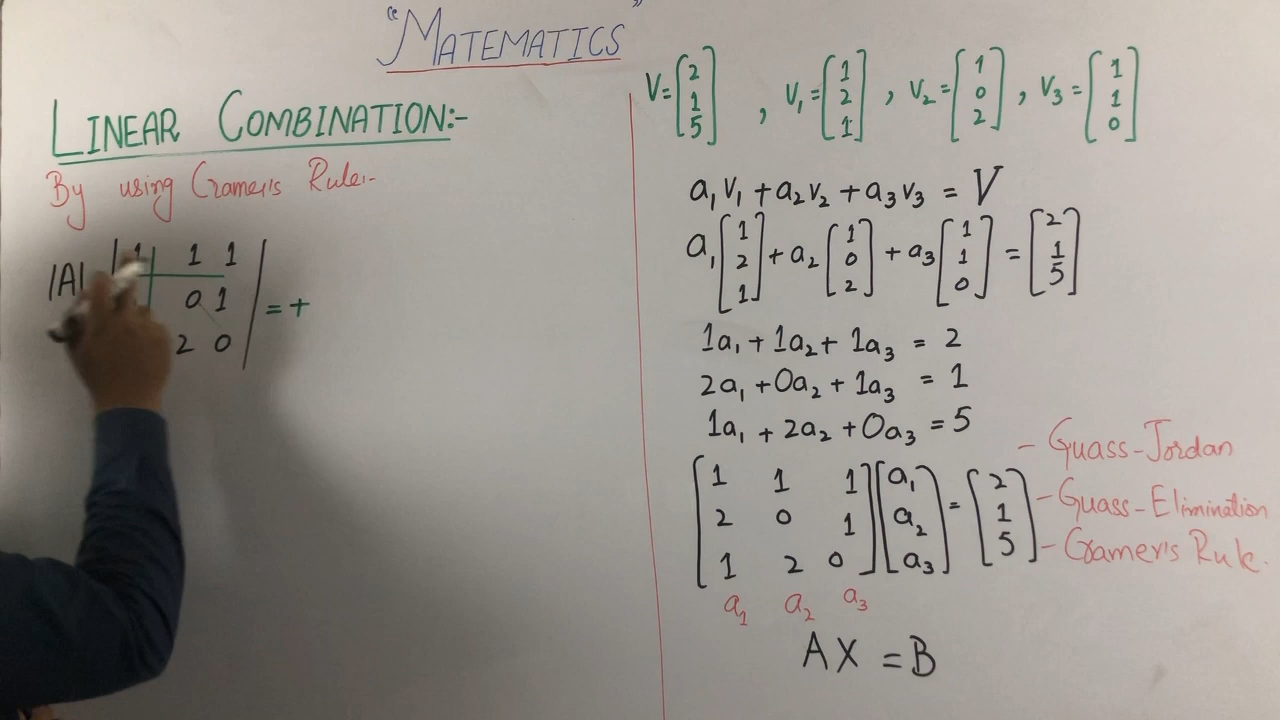 "MATEMATICS"
LINEAR COMBINATION:-
By using Cramer's Rule:-
|A| 1 1 1
0 1 = +
2 0
V = [2 1 5] , V₁ = [1 2 1] , V₂ = [1 0 2] , V₃ = [1 1 0]
a₁V₁ + a₂V₂ + a₃V₃ = V
a₁ [1 2 1] + a₂ [1 0 2] + a₃ [1 1 0] = [2 1 5]
1a₁ + 1a₂ + 1a₃ = 2
2a₁ + 0a₂ + 1a₃ = 1
1a₁ + 2a₂ + 0a₃ = 5
[1 1 1 [a₁ = [2
2 0 1 a₂ 1
1 2 0] a₃] 5]
a₁ a₂ a₃
AX = B
- Guass-Jordan
- Guass-Elimination
- Cramer's Rule.